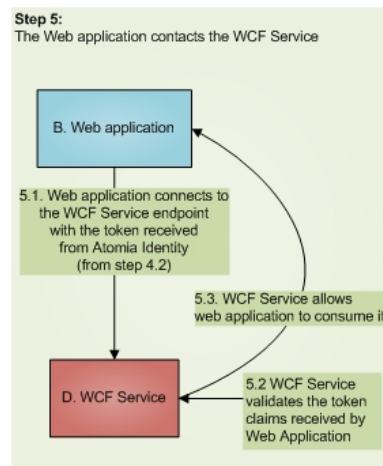 Step 5:
The Web application contacts the WCF Service
B. Web application
5.1. Web application connects to
the WCF Service endpoint
with the token received
from Atomia Identity
(from step 4.2)
5.3. WCF Service allows
web application to consume it
D. WCF Service
5.2 WCF Service
validates the token
claims received by
Web Application